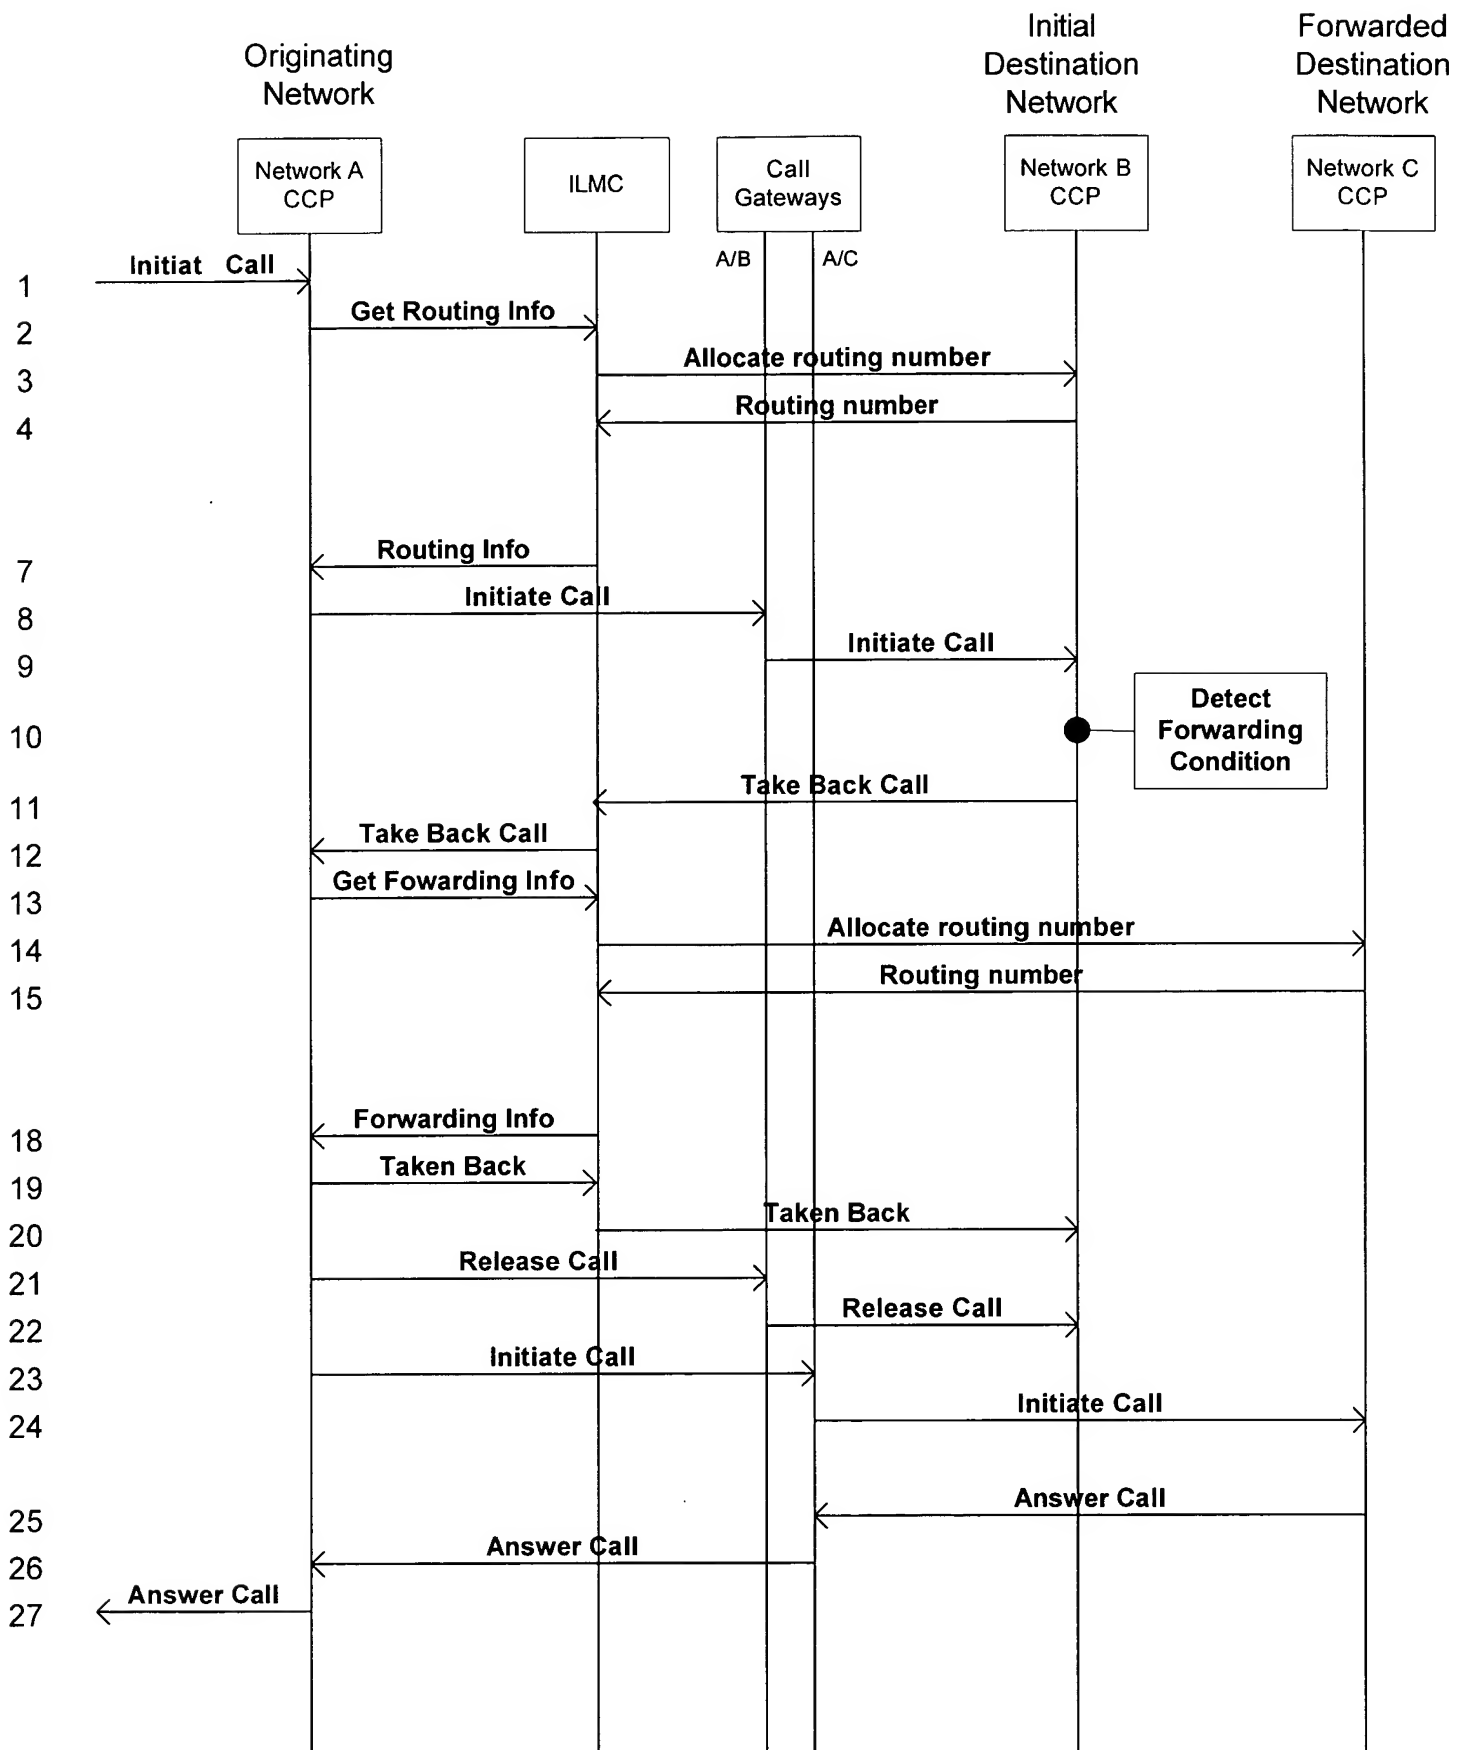 Originating
Network
Initial
Destination
Network
Forwarded
Destination
Network
Network A
CCP
ILMC
Call
Gateways
Network B
CCP
Network C
CCP
A/B
A/C
1
Initiat Call
2
Get Routing Info
3
Allocate routing number
4
Routing number
7
Routing Info
8
Initiate Call
9
Initiate Call
10
Detect
Forwarding
Condition
11
Take Back Call
12
Take Back Call
13
Get Fowarding Info
14
Allocate routing number
15
Routing number
18
Forwarding Info
19
Taken Back
20
Taken Back
21
Release Call
22
Release Call
23
Initiate Call
24
Initiate Call
25
Answer Call
26
Answer Call
27
Answer Call